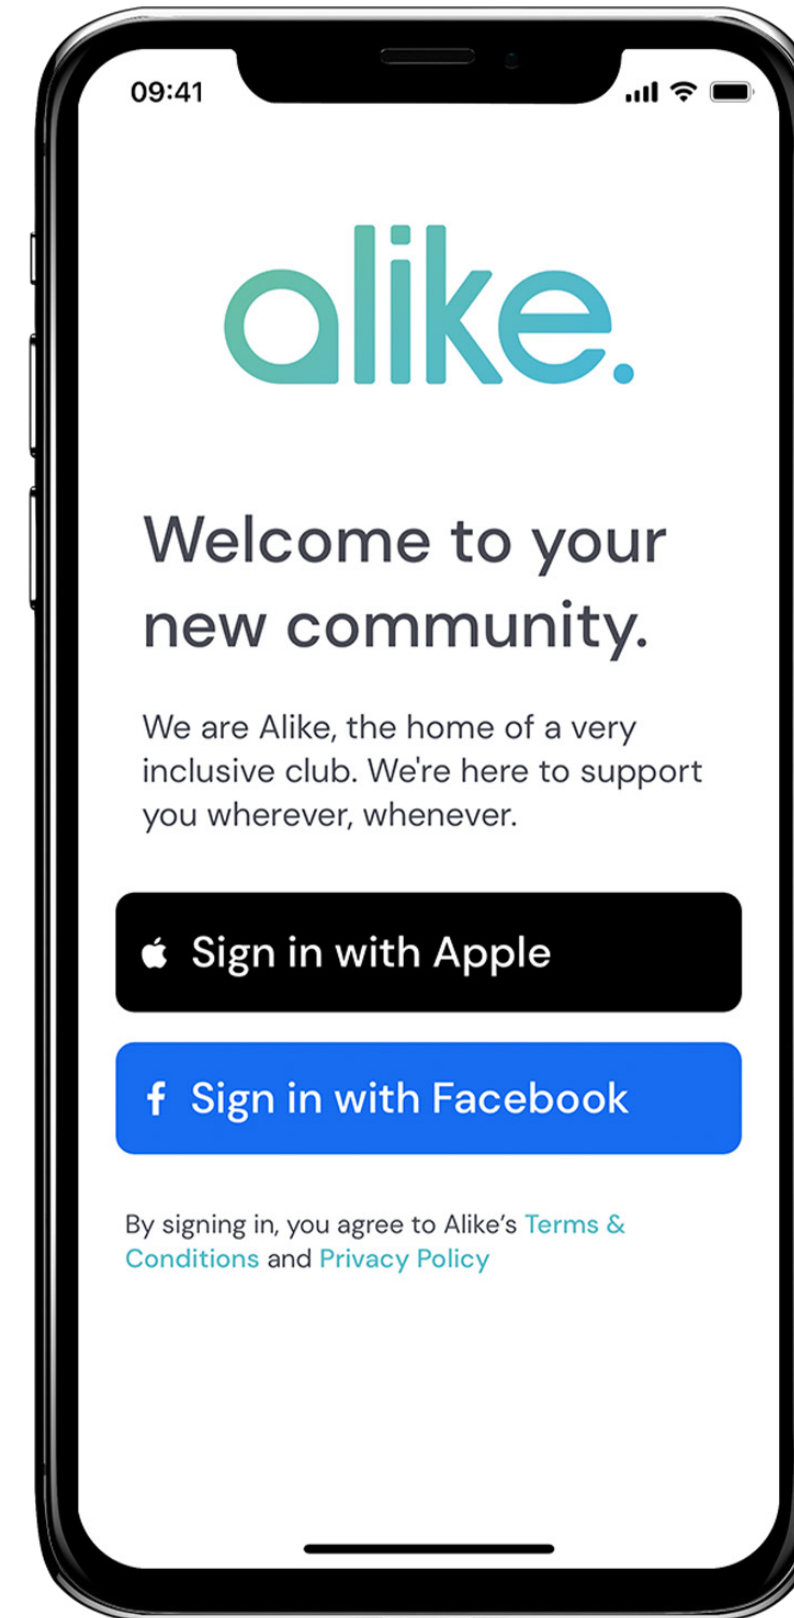 09:41
alike.
Welcome to your
new community.
We are Alike, the home of a very
inclusive club. We're here to support
you wherever, whenever.
Sign in with Apple
f Sign in with Facebook
By signing in, you agree to Alike’s Terms &
Conditions and Privacy Policy